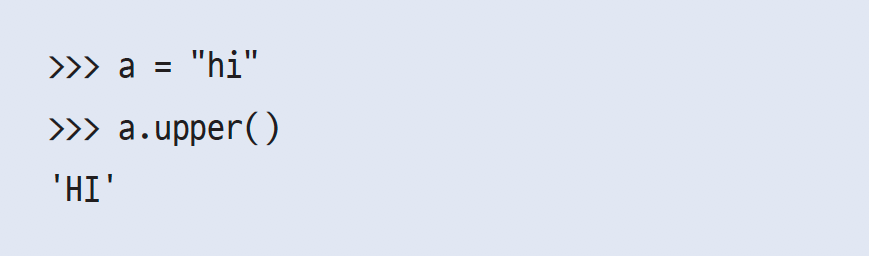 >>> a = "hi"
>>> a.upper()
'HI'